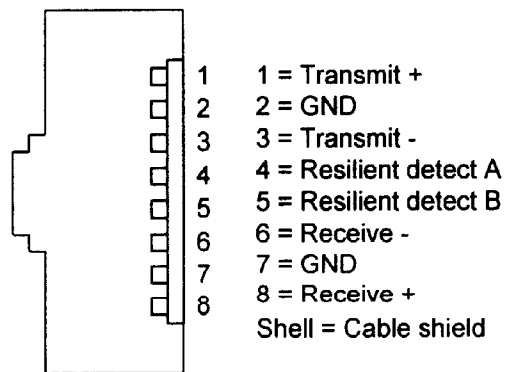 1 1 = Transmit +
2 2 = GND
3 3 = Transmit -
4 4 = Resilient detect A
5 5 = Resilient detect B
6 6 = Receive -
7 7 = GND
8 8 = Receive +
Shell = Cable shield